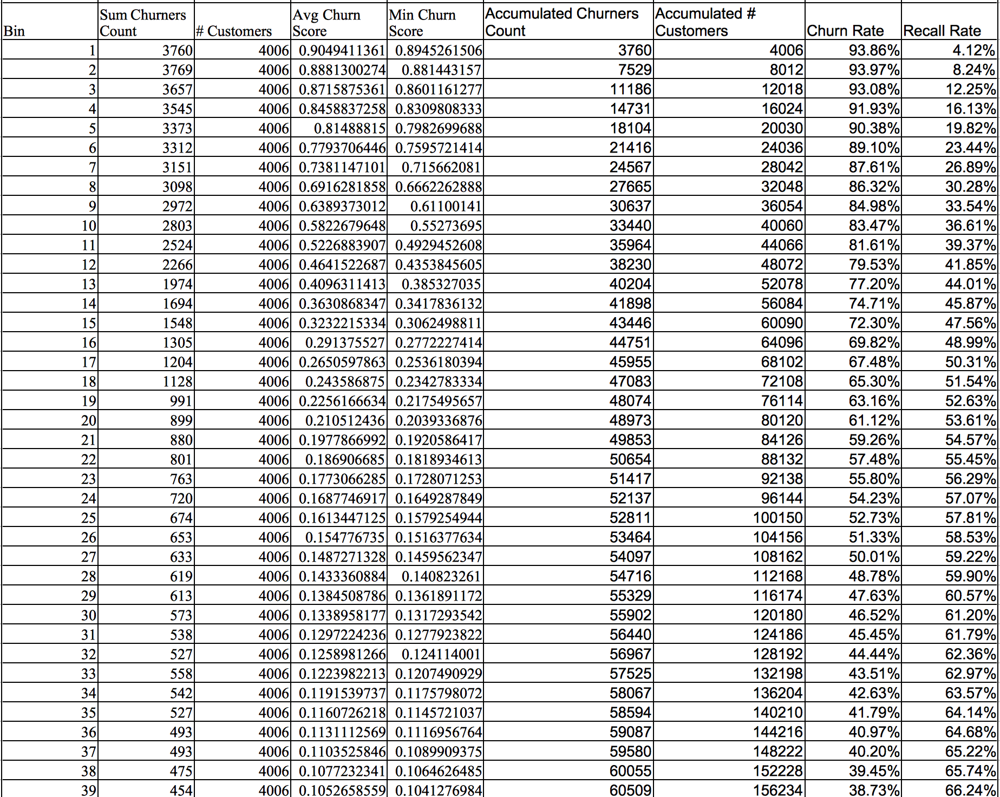 Bin Sum Churners Count # Customers Avg Churn Score Min Churn Score Accumulated Churners Count Accumulated # Customers Churn Rate Recall Rate
1 3760 4006 0.9049411361 0.8945261506 3760 4006 93.86% 4.12%
2 3769 4006 0.8881300274 0.881443157 7529 8012 93.97% 8.24%
3 3657 4006 0.8715875361 0.8601161277 11186 12018 93.08% 12.25%
4 3545 4006 0.8458837258 0.8309808333 14731 16024 91.93% 16.13%
5 3373 4006 0.81488815 0.7982699688 18104 20030 90.38% 19.82%
6 3312 4006 0.7793706446 0.7595721414 21416 24036 89.10% 23.44%
7 3151 4006 0.7381147101 0.715662081 24567 28042 87.61% 26.89%
8 3098 4006 0.6916281858 0.6662262888 27665 32048 86.32% 30.28%
9 2972 4006 0.6389373012 0.61100141 30637 36054 84.98% 33.54%
10 2803 4006 0.5822679648 0.55273695 33440 40060 83.47% 36.61%
11 2524 4006 0.5226883907 0.4929452608 35964 44066 81.61% 39.37%
12 2266 4006 0.4641522687 0.4353845605 38230 48072 79.53% 41.85%
13 1974 4006 0.4096311413 0.385327035 40204 52078 77.20% 44.01%
14 1694 4006 0.3630868347 0.3417836132 41898 56084 74.71% 45.87%
15 1548 4006 0.3232215334 0.3062498811 43446 60090 72.30% 47.56%
16 1305 4006 0.291375527 0.2772227414 44751 64096 69.82% 48.99%
17 1204 4006 0.2650597863 0.2536180394 45955 68102 67.48% 50.31%
18 1128 4006 0.243586875 0.2342783334 47083 72108 65.30% 51.54%
19 991 4006 0.2256166634 0.2175495657 48074 76114 63.16% 52.63%
20 899 4006 0.210512436 0.2039336876 48973 80120 61.12% 53.61%
21 880 4006 0.1977866992 0.1920586417 49853 84126 59.26% 54.57%
22 801 4006 0.186906685 0.1818934613 50654 88132 57.48% 55.45%
23 763 4006 0.1773066285 0.1728071253 51417 92138 55.80% 56.29%
24 720 4006 0.1687746917 0.1649287849 52137 96144 54.23% 57.07%
25 674 4006 0.1613447125 0.1579254944 52811 100150 52.73% 57.81%
26 653 4006 0.154776735 0.1516377634 53464 104156 51.33% 58.53%
27 633 4006 0.1487271328 0.1459562347 54097 108162 50.01% 59.22%
28 619 4006 0.1433360884 0.140823261 54716 112168 48.78% 59.90%
29 613 4006 0.1384508786 0.1361891172 55329 116174 47.63% 60.57%
30 573 4006 0.1338958177 0.1317293542 55902 120180 46.52% 61.20%
31 538 4006 0.1297224236 0.1277923822 56440 124186 45.45% 61.79%
32 527 4006 0.1258981266 0.124114001 56967 128192 44.44% 62.36%
33 558 4006 0.1223982213 0.1207490929 57525 132198 43.51% 62.97%
34 542 4006 0.1191539737 0.1175798072 58067 136204 42.63% 63.57%
35 527 4006 0.1160726218 0.1145721037 58594 140210 41.79% 64.14%
36 493 4006 0.1131112569 0.1116956764 59087 144216 40.97% 64.68%
37 493 4006 0.1103525846 0.1089909375 59580 148222 40.20% 65.22%
38 475 4006 0.1077232341 0.1064626485 60055 152228 39.45% 65.74%
39 454 4006 0.1052658559 0.1041276984 60509 156234 38.73% 66.24%